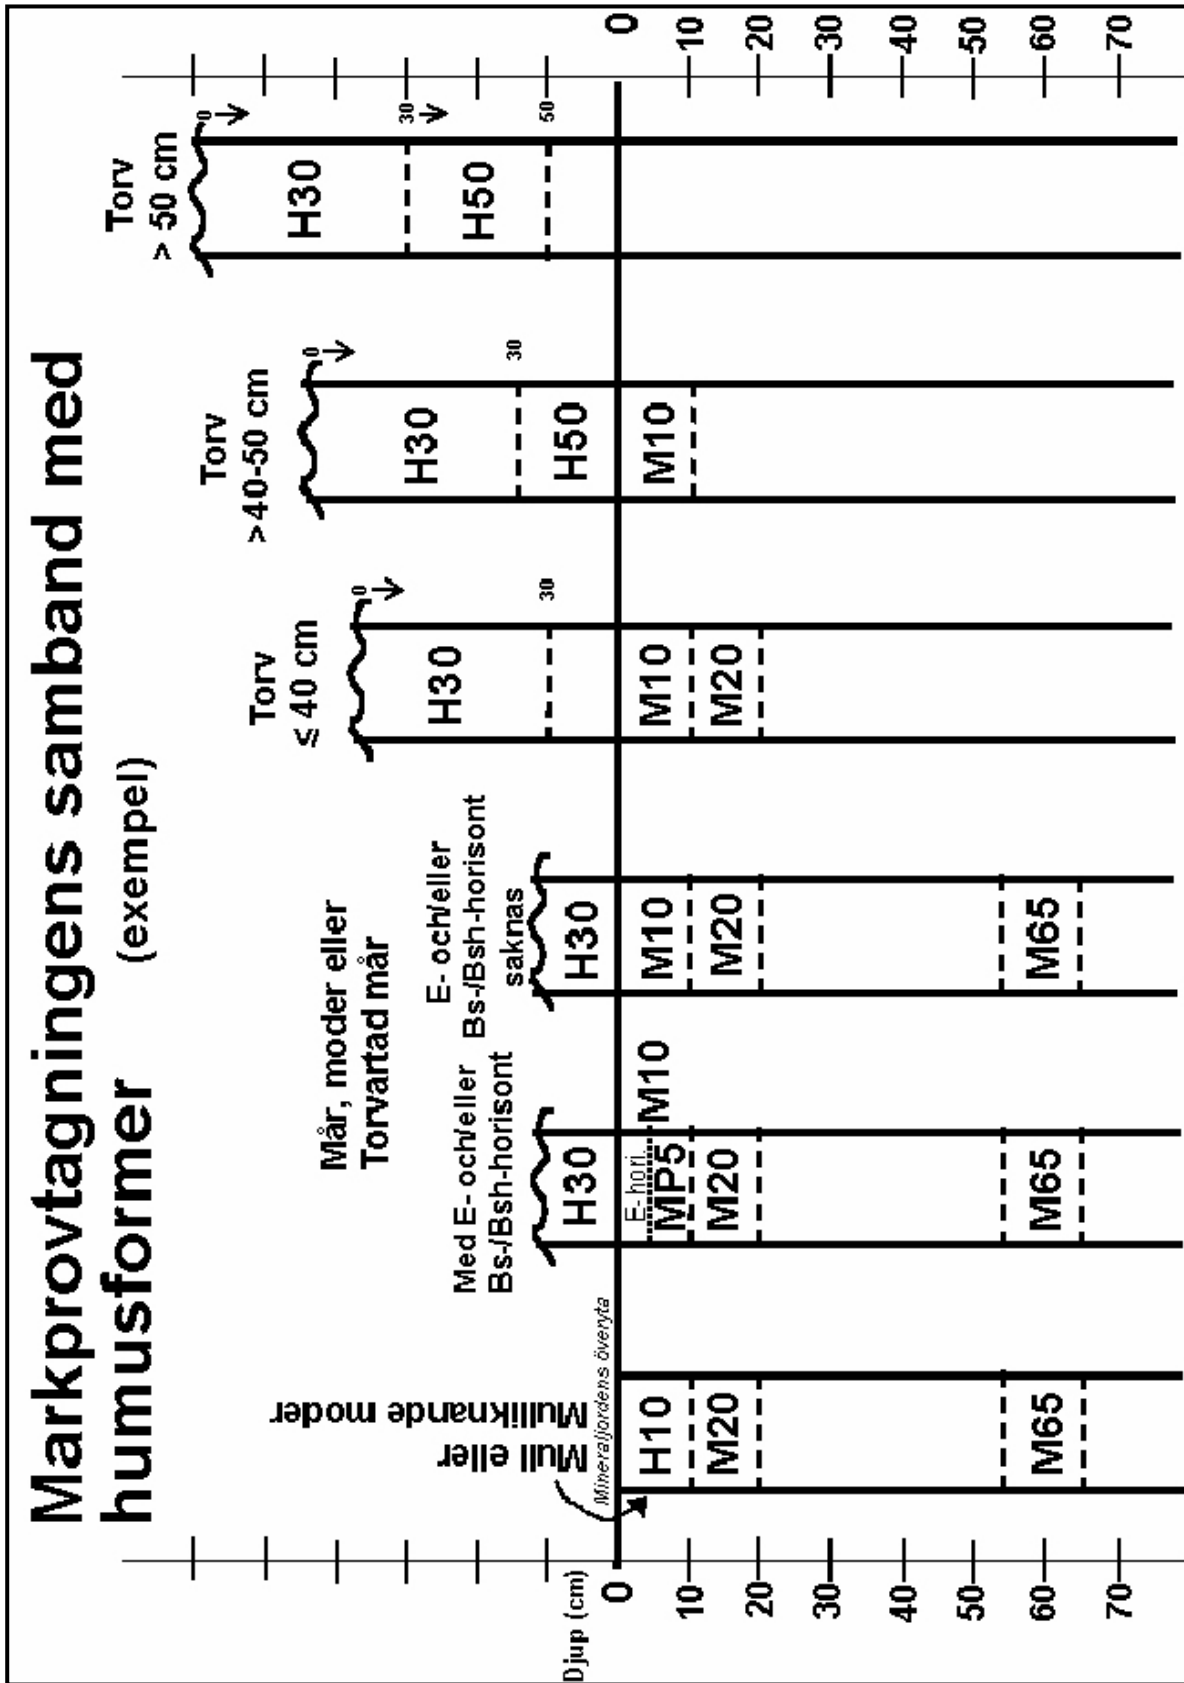 Markprovtagningens samband med
humusformer (exempel)
Torv
> 50 cm
Torv
>40-50 cm
Torv
≤ 40 cm
Mår, moder eller
Torvartad mår
E- och/eller
Bs-/Bsh-horisont
saknas
Med E- och/eller
Bs-/Bsh-horisont
Mull eller
Mulliknande moder
Mineraljordens överyta
Djup (cm)
0
10
20
30
40
50
60
70
H10
M20
M65
H30
E- hori.
MP5
M10
M20
M65
H30
M10
M20
M65
0
H30
30
M10
M20
0
H30
30
H50
M10
0
H30
30
H50
50
0
10
20
30
40
50
60
70